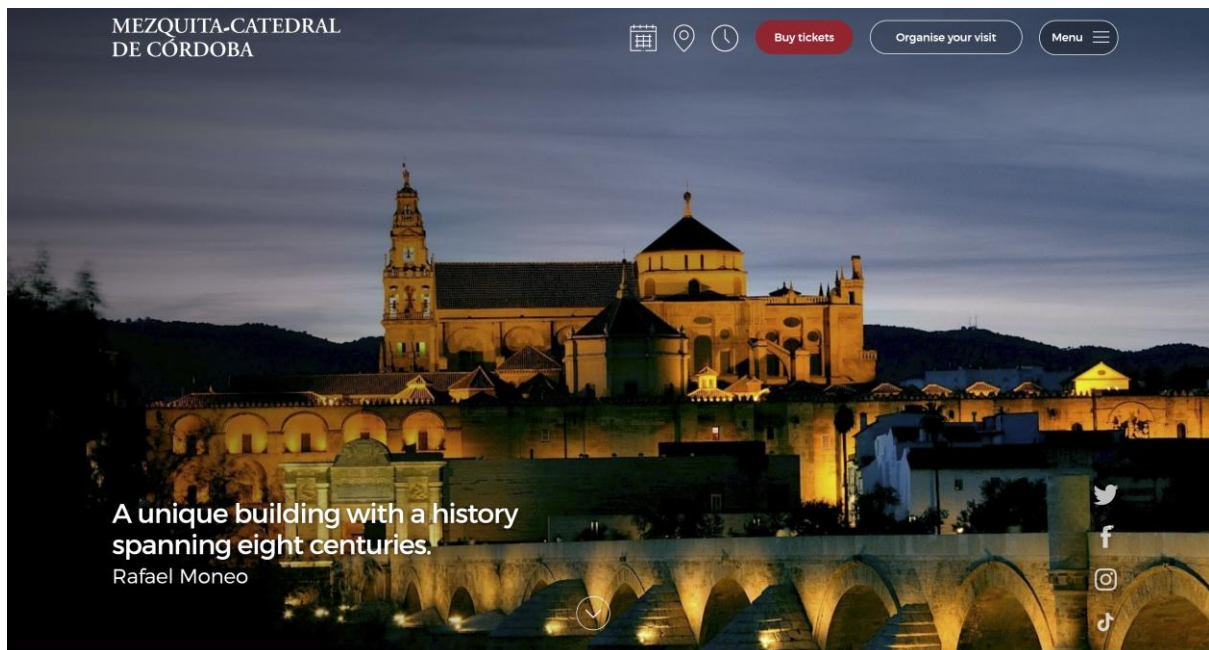 MEZQUITA-CATEDRAL
DE CÓRDOBA
Buy tickets
Organise your visit
Menu
A unique building with a history
spanning eight centuries.
Rafael Moneo